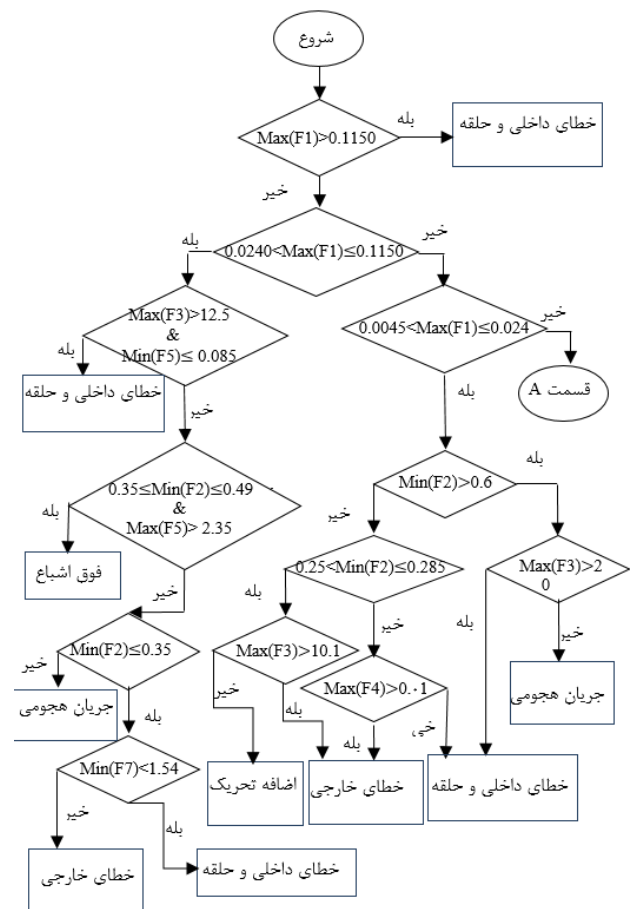 شروع
Max(F1)>0.1150
بله
خطای داخلی و حلقه
خیر
0.0240<Max(F1)≤0.1150
بله
خیر
Max(F3)>12.5
&
Min(F5)≤ 0.085
0.0045<Max(F1)≤0.024
خیر
بله
خطای داخلی و حلقه
قسمت A
خیر
بله
0.35≤Min(F2)≤0.49
&
Max(F5)> 2.35
Min(F2)>0.6
بله
بله
خیر
فوق اشباع
0.25<Min(F2)≤0.285
Max(F3)>2
0
خیر
بله
خیر
بله
خیر
Min(F2)≤0.35
Max(F3)>10.1
Max(F4)>0.۰1
خیر
جریان هجومی
جریان هجومی
بله
خیر
بله
بله
خی
Min(F7)<1.54
اضافه تحریک
خطای خارجی
خطای داخلی و حلقه
خیر
بله
خطای خارجی
خطای داخلی و حلقه